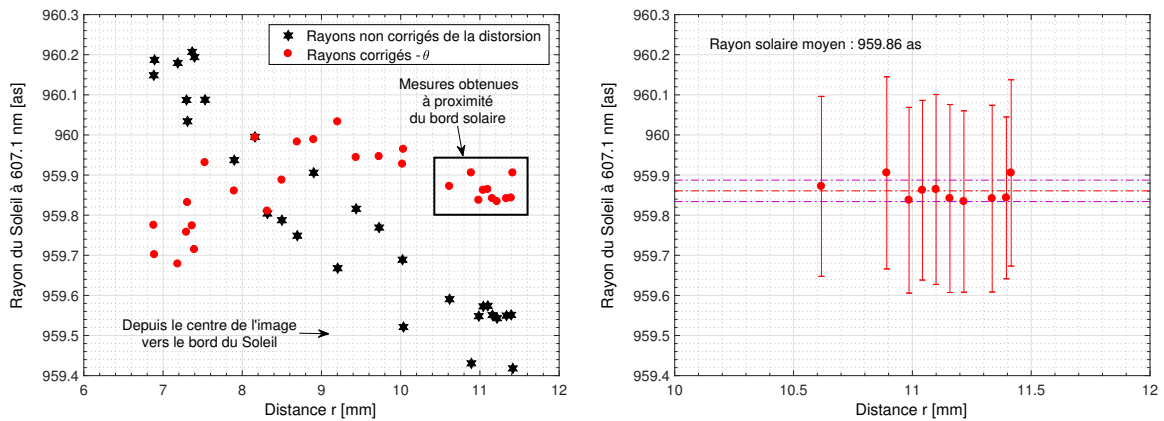 960.3
960.2
960.1
960
959.9
959.8
959.7
959.6
959.5
959.4
Rayon du Soleil à 607.1 nm [as]
Rayons non corrigés de la distorsion
Rayons corrigés - θ
Mesures obtenues
à proximité
du bord solaire
Depuis le centre de l'image
vers le bord du Soleil
6 7 8 9 10 11 12
Distance r [mm]
960.3
960.2
960.1
960
959.9
959.8
959.7
959.6
959.5
959.4
Rayon du Soleil à 607.1 nm [as]
Rayon solaire moyen : 959.86 as
10 10.5 11 11.5 12
Distance r [mm]